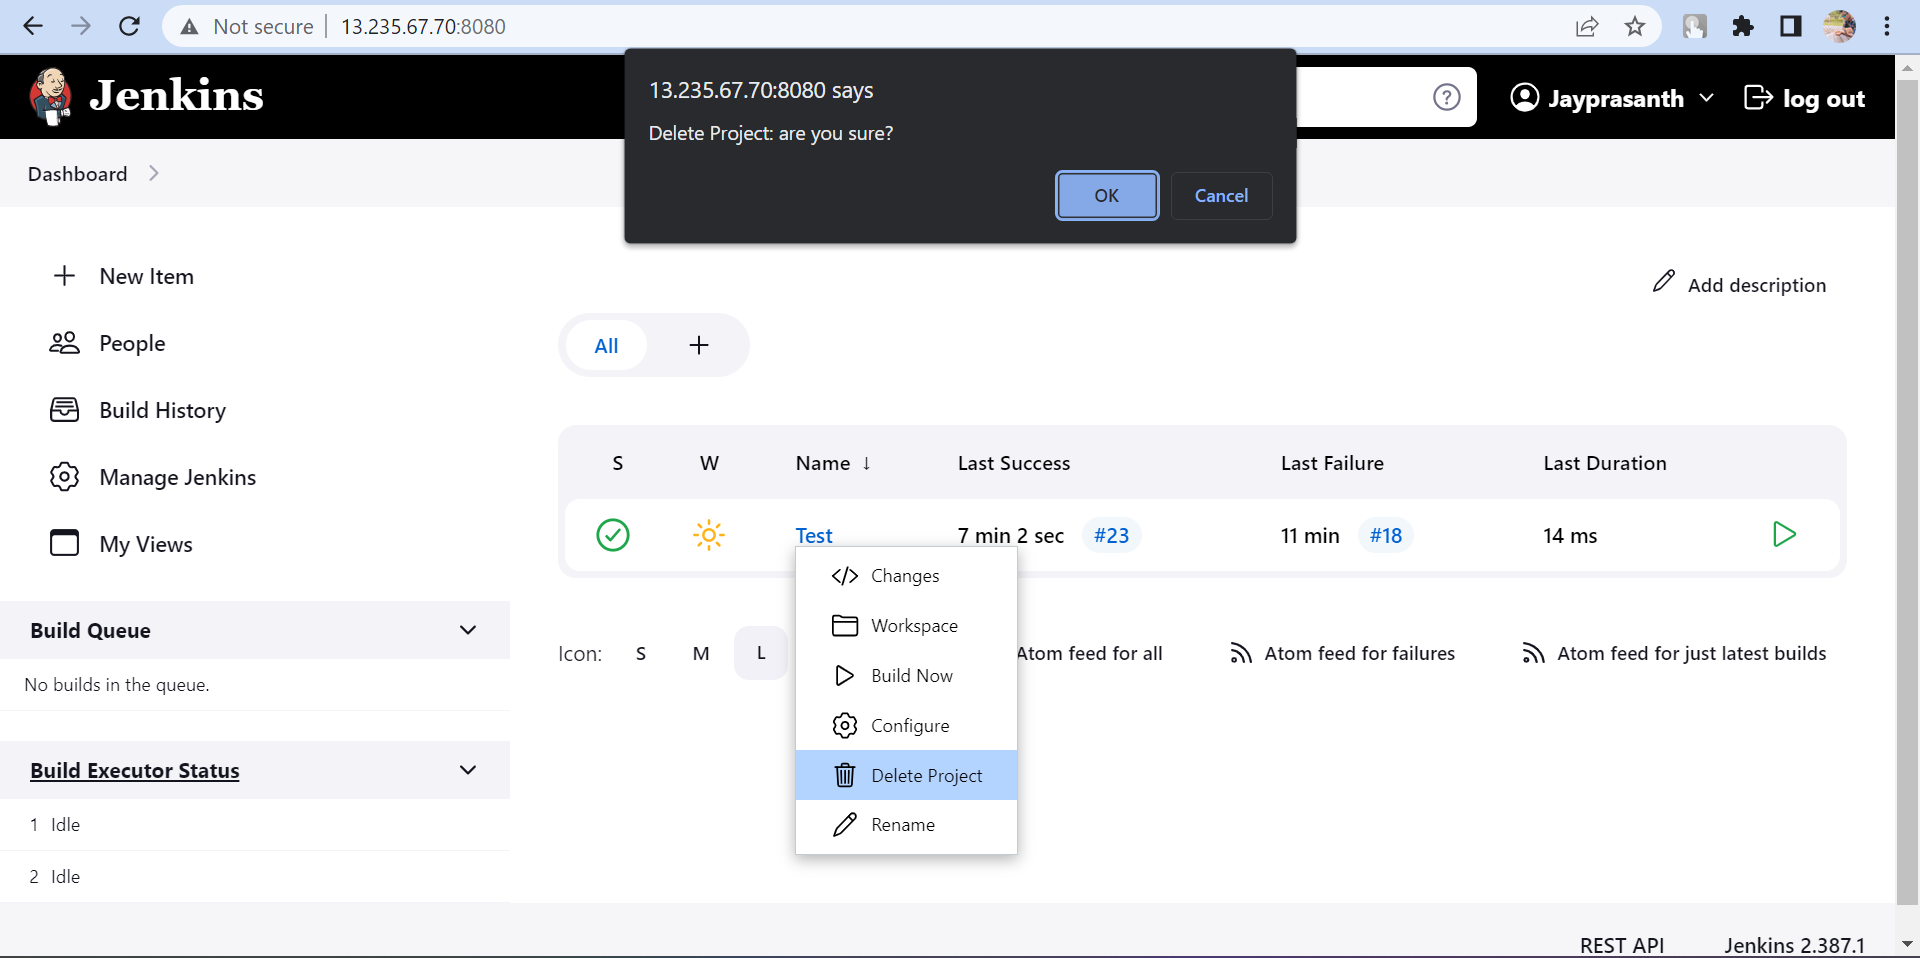 Not secure 13.235.67.70:8080
Jenkins
13.235.67.70:8080 says
Delete Project: are you sure?
OK Cancel
Jayprasanth log out
Dashboard
New Item
People
Build History
Manage Jenkins
My Views
Build Queue
No builds in the queue.
Build Executor Status
1 Idle
2 Idle
Add description
All +
S W Name ↓ Last Success Last Failure Last Duration
Test 7 min 2 sec #23 11 min #18 14 ms
Changes
Workspace
Build Now
Configure
Delete Project
Rename
Icon: S M L Atom feed for all Atom feed for failures Atom feed for just latest builds
REST API Jenkins 2.387.1